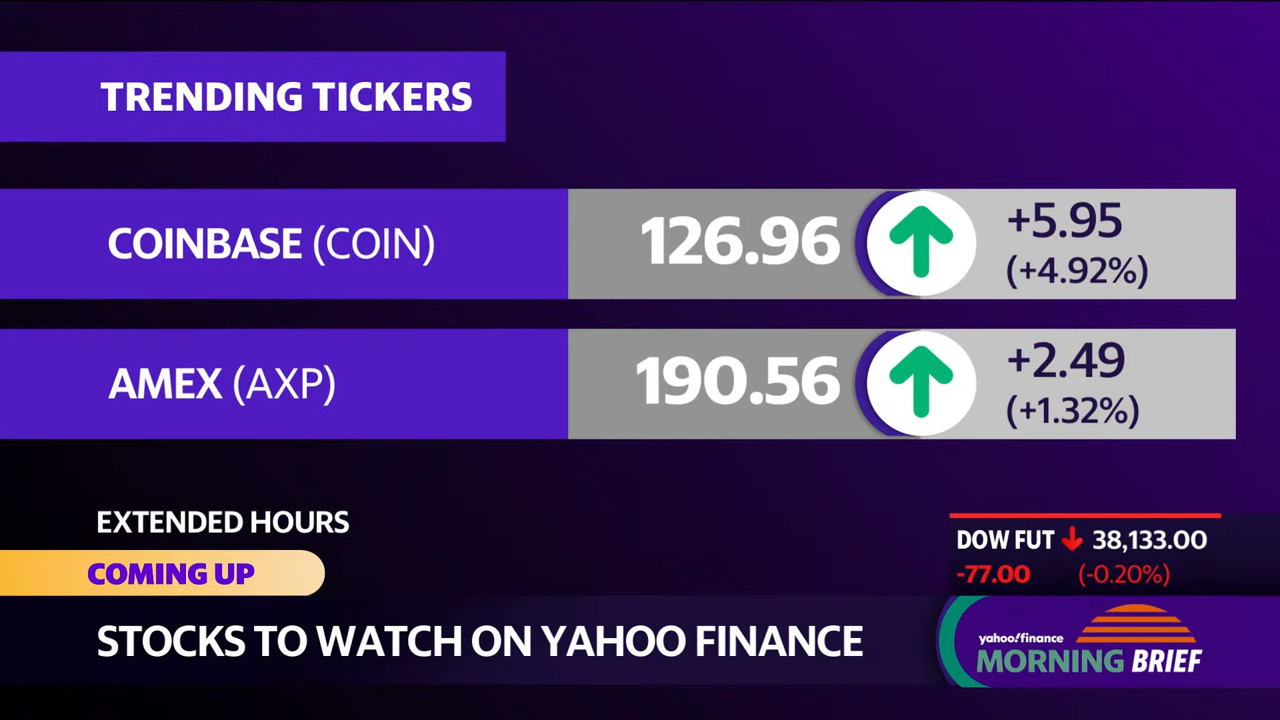 TRENDING TICKERS
COINBASE (COIN) 126.96 +5.95
(+4.92%)
AMEX (AXP) 190.56 +2.49
(+1.32%)
EXTENDED HOURS
COMING UP
STOCKS TO WATCH ON YAHOO FINANCE
DOW FUT 38,133.00
-77.00 (-0.20%)
yahoo!finance
MORNING BRIEF